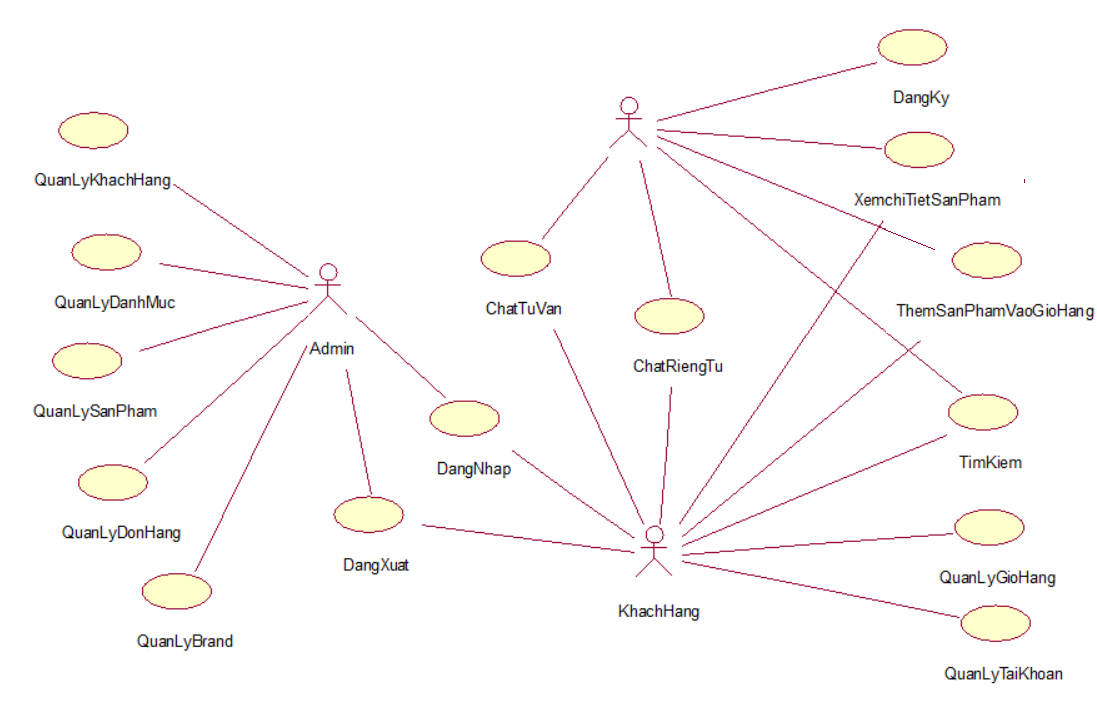 DangKy
QuanLyKhachHang
XemchiTietSanPham
QuanLyDanhMuc
ChatTuVan
ThemSanPhamVaoGioHang
Admin
ChatRiengTu
QuanLySanPham
DangNhap
TimKiem
QuanLyDonHang
DangXuat
QuanLyGioHang
KhachHang
QuanLyBrand
QuanLyTaiKhoan